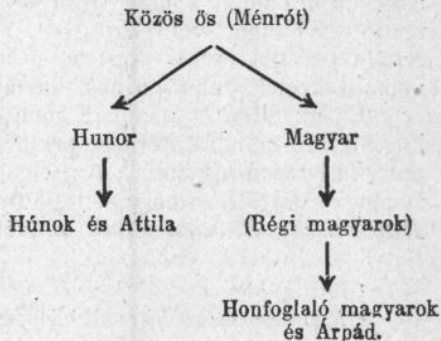 Közös ős (Ménrót)
Hunor
Magyar
Húnok és Attila
(Régi magyarok)
Honfoglaló magyarok
és Árpád.